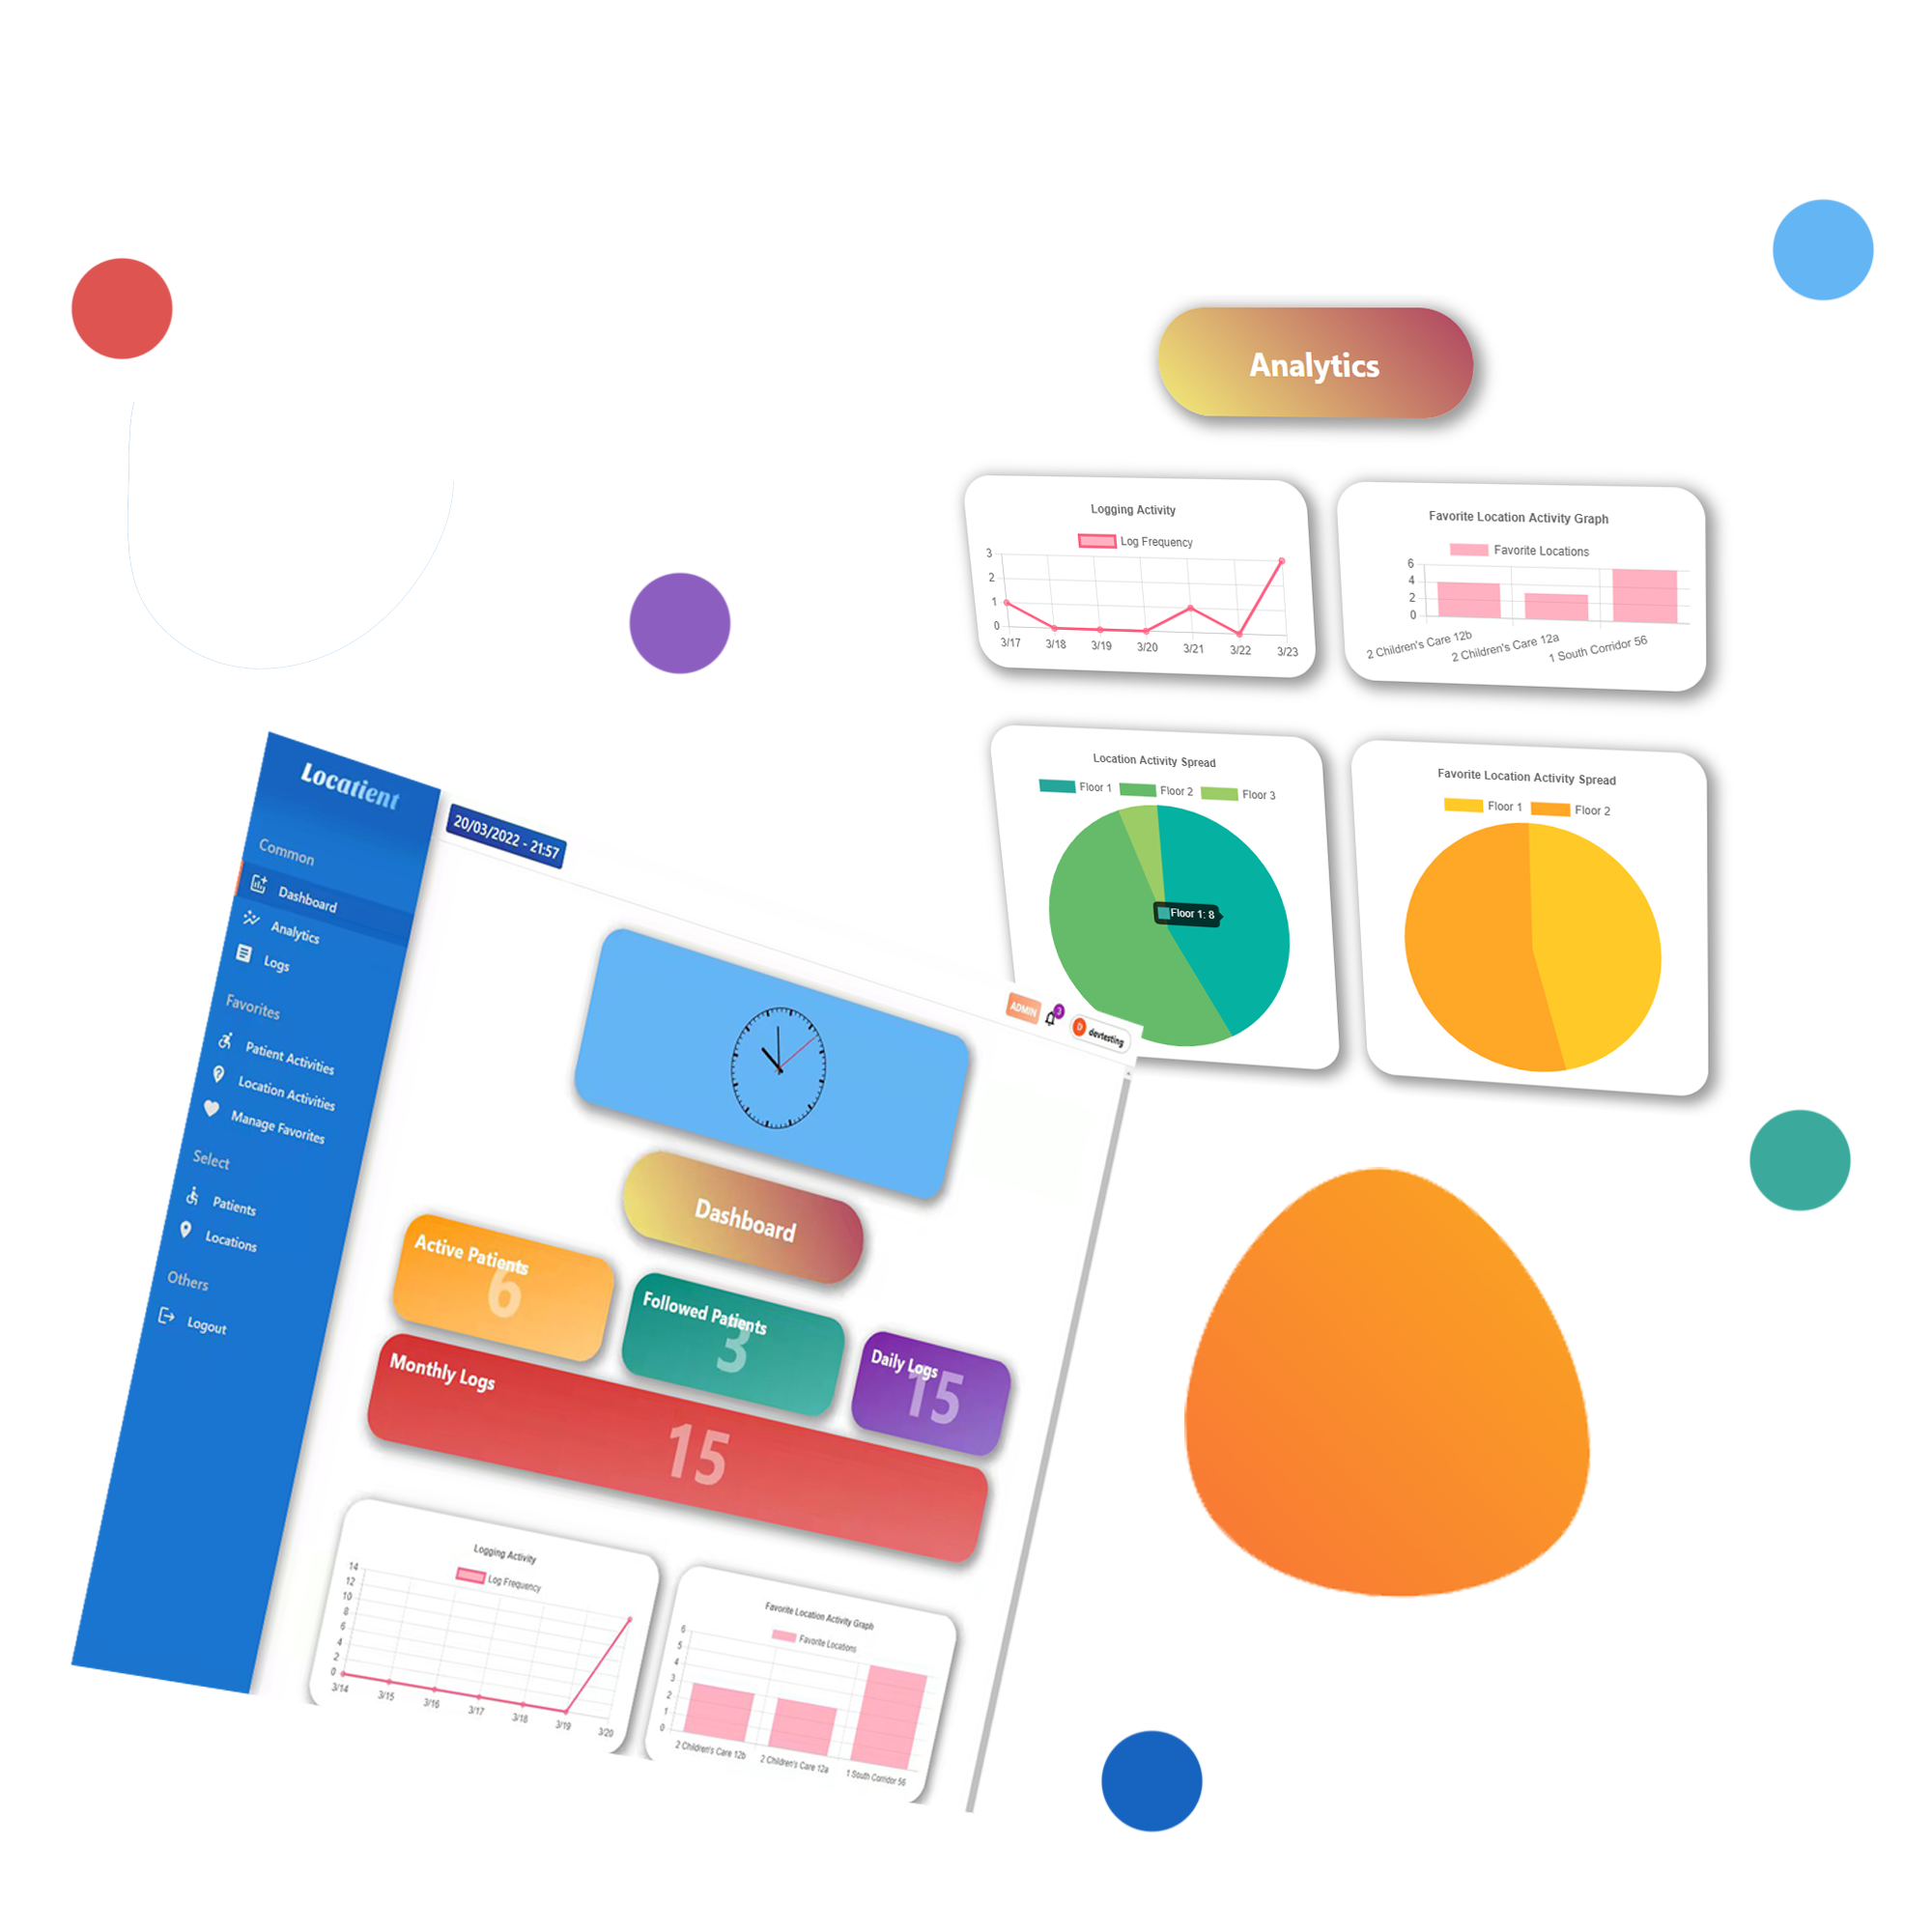 Analytics
Logging Activity
Log Frequency
3
2
1
0
3/17 3/18 3/19 3/20 3/21 3/22 3/23
Favorite Location Activity Graph
Favorite Locations
6
4
2
0
2 Children's Care 12b 2 Children's Care 12a 1 South Corridor 56
Location Activity Spread
Floor 1 Floor 2 Floor 3
Floor 1: 8
Favorite Location Activity Spread
Floor 1 Floor 2
Locatient
Common
Dashboard
Analytics
Logs
Favorites
Patient Activities
Location Activities
Manage Favorites
Select
Patients
Locations
Others
Logout
20/03/2022 - 21:57
ADMIN 3 D devtesting
Dashboard
Active Patients
6
Followed Patients
3
Daily Logs
15
Monthly Logs
15
Logging Activity
Log Frequency
14
12
10
8
6
4
2
0
3/14 3/15 3/16 3/17 3/18 3/19 3/20
Favorite Location Activity Graph
Favorite Locations
6
5
4
3
2
1
0
2 Children's Care 12b 2 Children's Care 12a 1 South Corridor 56